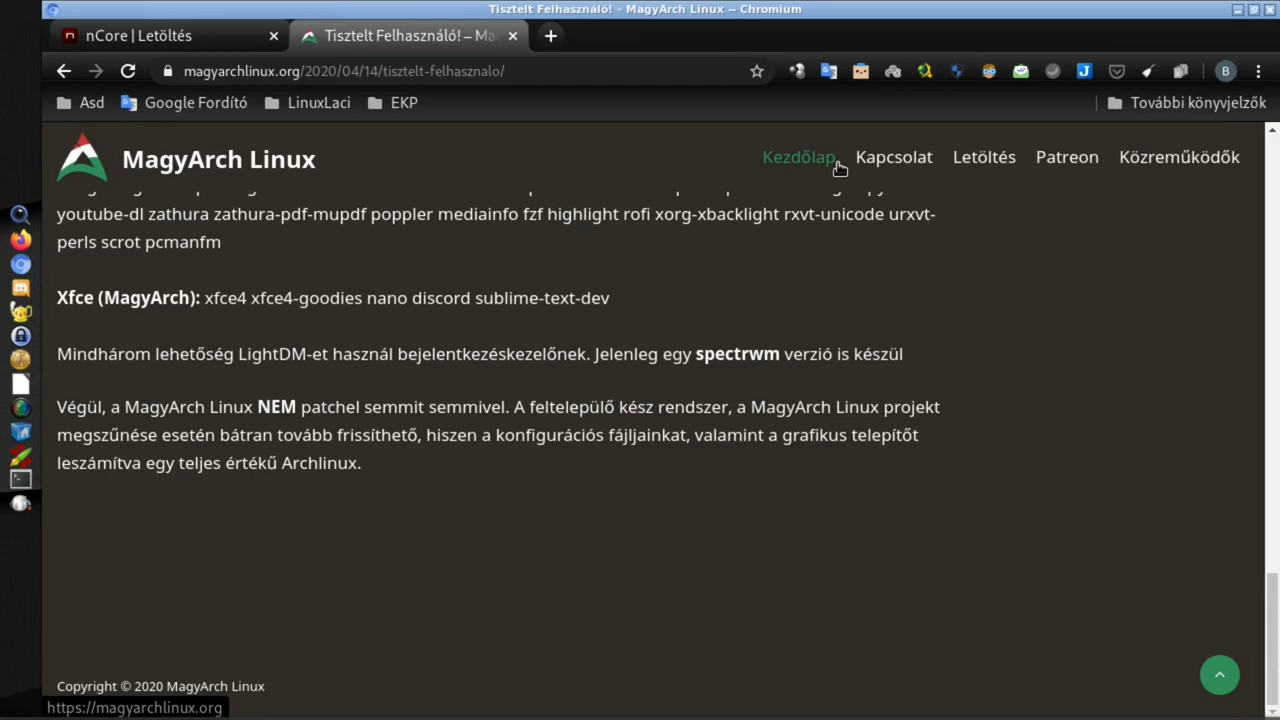 Tisztelt Felhasználó! - MagyArch Linux -- Chromium
nCore | Letöltés
Tisztelt Felhasználó! – Ma
magyarchlinux.org/2020/04/14/tisztelt-felhasznalo/
B
Asd
Google Fordító
LinuxLaci
EKP
További könyvjelzők
MagyArch Linux
Kezdőlap
Kapcsolat
Letöltés
Patreon
Közreműködők
youtube-dl zathura zathura-pdf-mupdf poppler mediainfo fzf highlight rofi xorg-xbacklight rxvt-unicode urxvt-
perls scrot pcmanfm
Xfce (MagyArch): xfce4 xfce4-goodies nano discord sublime-text-dev
Mindhárom lehetőség LightDM-et használ bejelentkezéskezelőnek. Jelenleg egy spectrwm verzió is készül
Végül, a MagyArch Linux NEM patchel semmit semmivel. A feltelepülő kész rendszer, a MagyArch Linux projekt
megszűnése esetén bátran tovább frissíthető, hiszen a konfigurációs fájljainkat, valamint a grafikus telepítőt
leszámítva egy teljes értékű Archlinux.
Copyright © 2020 MagyArch Linux
https://magyarchlinux.org